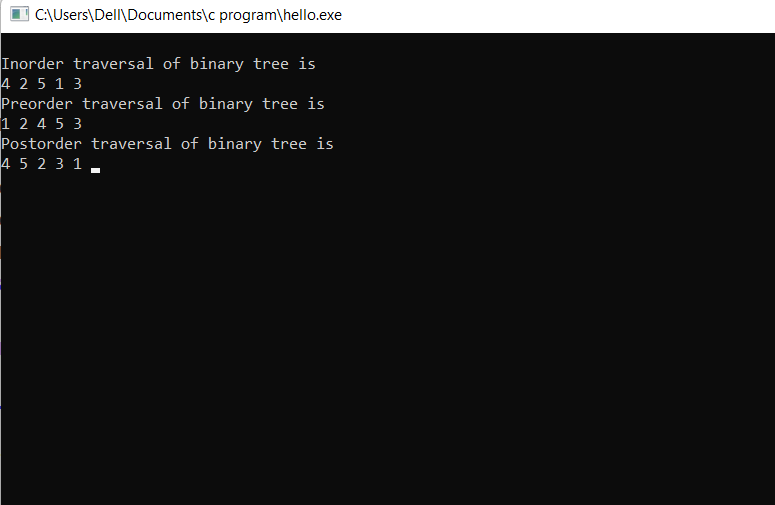 C:\Users\Dell\Documents\c program\hello.exe
Inorder traversal of binary tree is
4 2 5 1 3
Preorder traversal of binary tree is
1 2 4 5 3
Postorder traversal of binary tree is
4 5 2 3 1